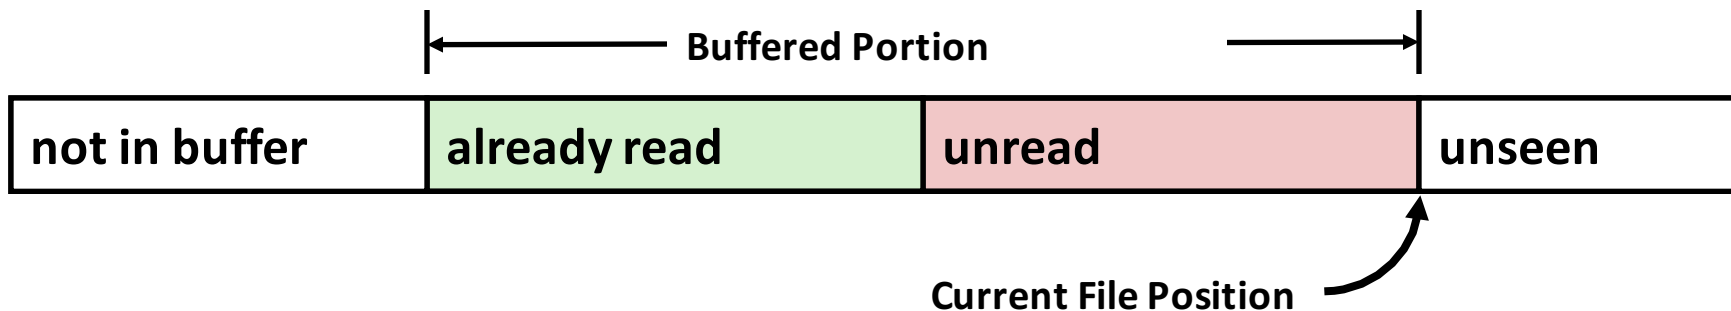 Buffered Portion
not in buffer
already read
unread
unseen
Current File Position